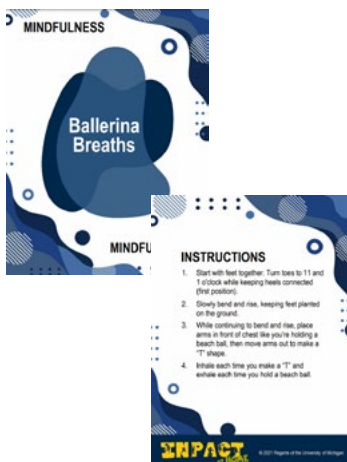 MINDFULNESS
Ballerina
Breaths
MINDFU
INSTRUCTIONS
1. Start with feet together. Turn toes to 11 and
1 o'clock while keeping heels connected
(first position).
2. Slowly bend and rise, keeping feet planted
on the ground.
3. While continuing to bend and rise, place
arms in front of chest like you're holding a
beach ball, then move arms out to make a
"T" shape.
4. Inhale each time you make a "T" and
exhale each time you hold a beach ball.
INPACT
at HOME
© 2021 Regents of the University of Michigan